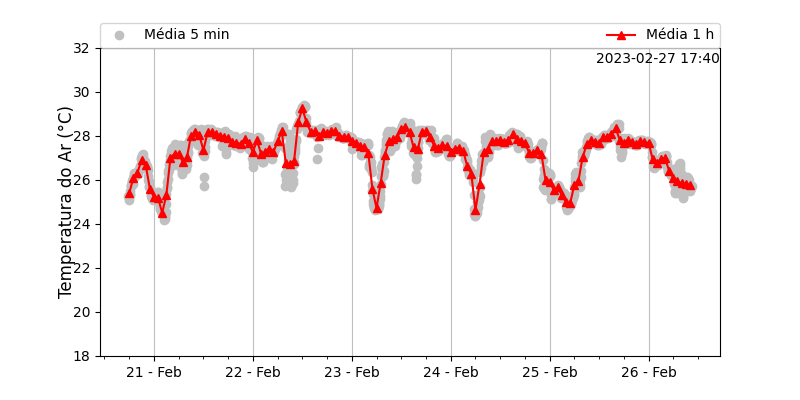 Média 5 min
Média 1 h
2023-02-27 17:40
Temperatura do Ar (°C)
32
30
28
26
24
22
20
18
21 - Feb
22 - Feb
23 - Feb
24 - Feb
25 - Feb
26 - Feb